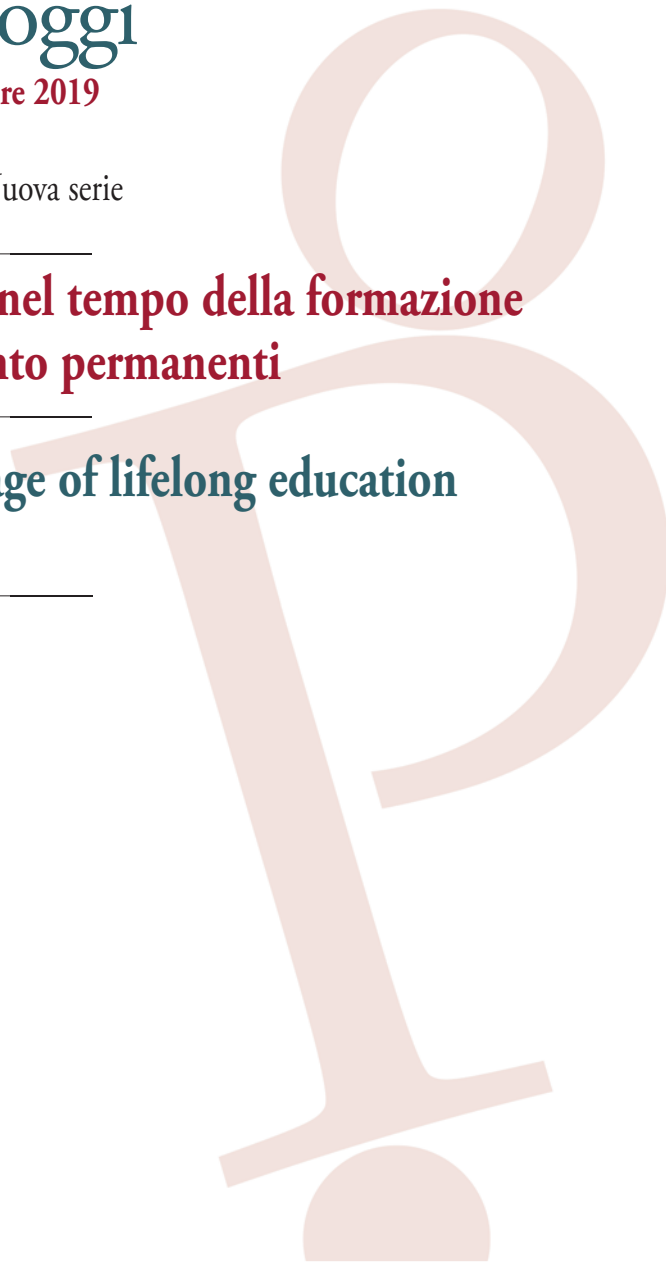 oggi
re 2019
uova serie
nel tempo della formazione
nto permanenti
ge of lifelong education